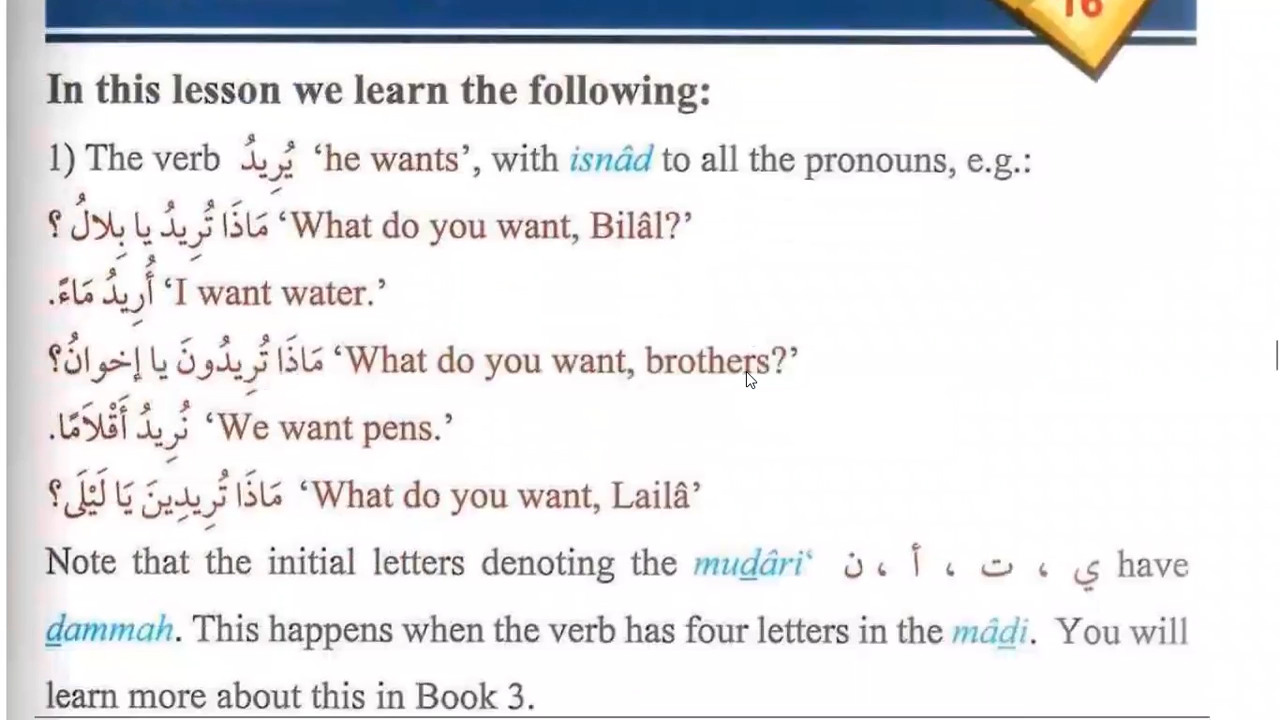 16
In this lesson we learn the following:
1) The verb يُرِيدُ ‘he wants’, with isnâd to all the pronouns, e.g.:
مَاذَا تُرِيدُ يا بِلالُ ؟ ‘What do you want, Bilâl?’
أُرِيدُ مَاءً. ‘I want water.’
مَاذَا تُرِيدُونَ يا إخوانُ؟ ‘What do you want, brothers?’
نُرِيدُ أَقْلاَمًا. ‘We want pens.’
مَاذَا تُرِيدِينَ يَا لَيْلَى؟ ‘What do you want, Lailâ’
Note that the initial letters denoting the muḏâri‘ ي ، ت ، أ ، ن have
ḏammah. This happens when the verb has four letters in the mâḏi. You will
learn more about this in Book 3.